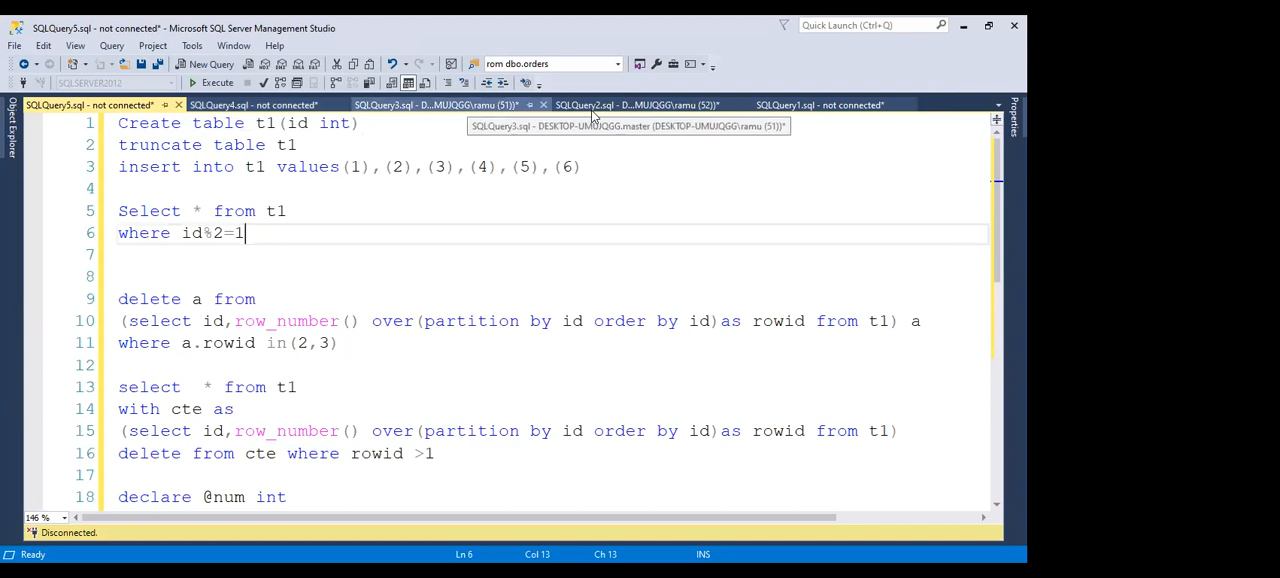 SQLQuery5.sql - not connected* - Microsoft SQL Server Management Studio
Quick Launch (Ctrl+Q)
File Edit View Query Project Tools Window Help
New Query rom dbo.orders
SQLSERVER2012 Execute
SQLQuery5.sql - not connected* SQLQuery4.sql - not connected* SQLQuery3.sql - D...MUJQGG\ramu (51))* SQLQuery2.sql - D...MUJQGG\ramu (52))* SQLQuery1.sql - not connected*
SQLQuery3.sql - DESKTOP-UMUJQGG.master (DESKTOP-UMUJQGG\ramu (51))*
Object Explorer
Properties
1 Create table t1(id int)
2 truncate table t1
3 insert into t1 values(1),(2),(3),(4),(5),(6)
4
5 Select * from t1
6 where id%2=1
7
8
9 delete a from
10 (select id,row_number() over(partition by id order by id)as rowid from t1) a
11 where a.rowid in(2,3)
12
13 select  * from t1
14 with cte as
15 (select id,row_number() over(partition by id order by id)as rowid from t1)
16 delete from cte where rowid >1
17
18 declare @num int
146 %
Disconnected.
Ready Ln 6 Col 13 Ch 13 INS